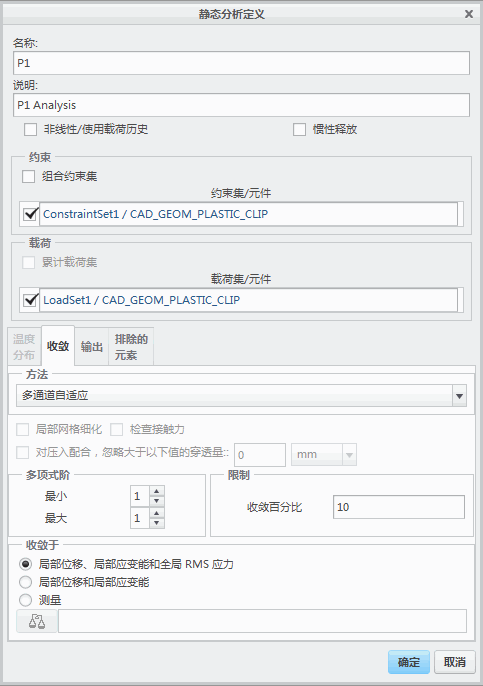 静态分析定义
名称:
P1
说明:
P1 Analysis
非线性/使用载荷历史
惯性释放
约束
组合约束集
约束集/元件
ConstraintSet1 / CAD_GEOM_PLASTIC_CLIP
载荷
累计载荷集
载荷集/元件
LoadSet1 / CAD_GEOM_PLASTIC_CLIP
温度分布
收敛
输出
排除的元素
方法
多通道自适应
局部网格细化
检查接触力
对压入配合，忽略大于以下值的穿透量::
0
mm
多项式阶
最小
1
最大
1
限制
收敛百分比
10
收敛于
局部位移、局部应变能和全局 RMS 应力
局部位移和局部应变能
测量
确定
取消